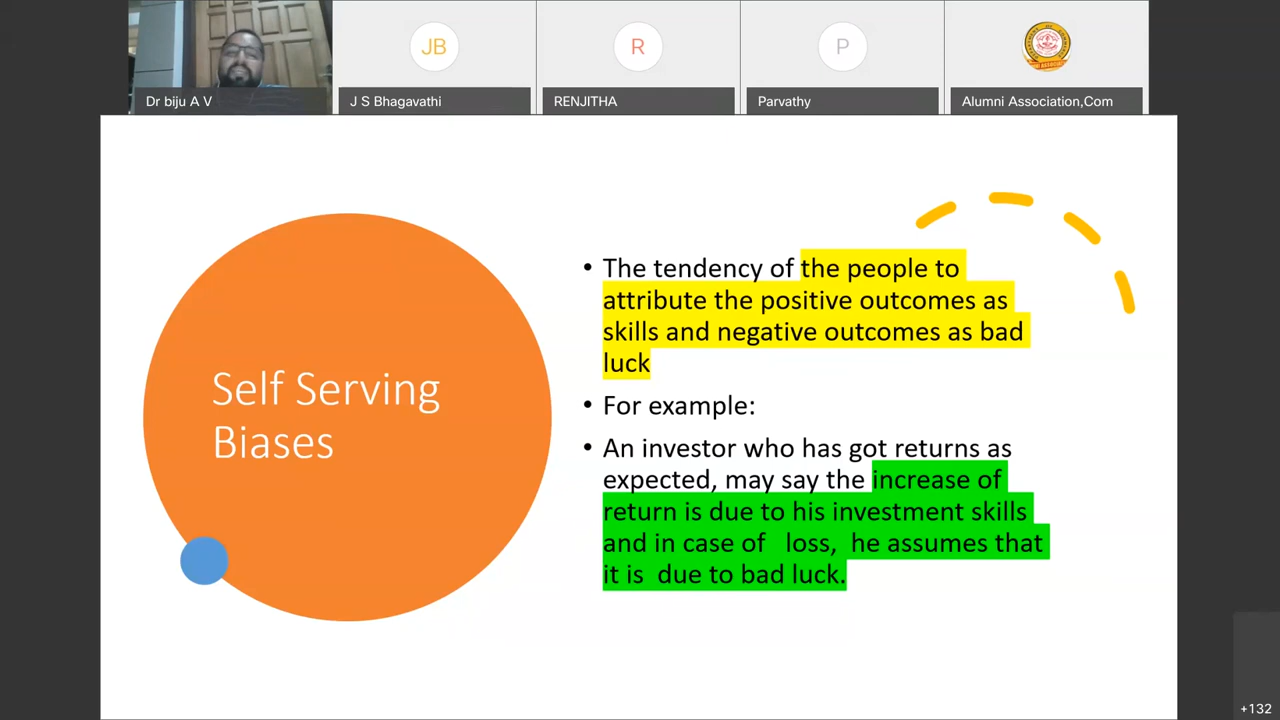 JB
R
P
Dr biju A V
J S Bhagavathi
RENJITHA
Parvathy
Alumni Association,Com
Self Serving
Biases
• The tendency of the people to
attribute the positive outcomes as
skills and negative outcomes as bad
luck
• For example:
• An investor who has got returns as
expected, may say the increase of
return is due to his investment skills
and in case of loss, he assumes that
it is due to bad luck.
+132